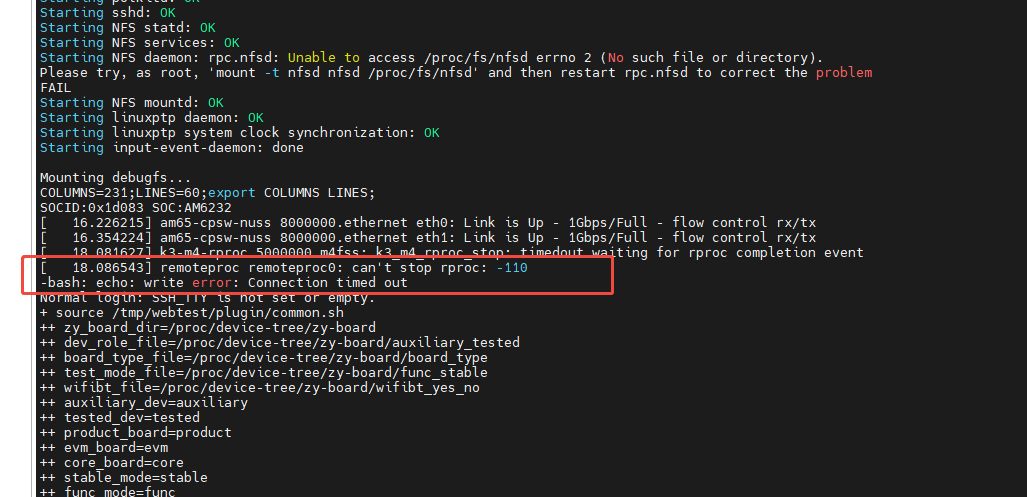 Starting sshd: OK
Starting NFS statd: OK
Starting NFS services: OK
Starting NFS daemon: rpc.nfsd: Unable to access /proc/fs/nfsd errno 2 (No such file or directory).
Please try, as root, 'mount -t nfsd nfsd /proc/fs/nfsd' and then restart rpc.nfsd to correct the problem
FAIL
Starting NFS mountd: OK
Starting linuxptp daemon: OK
Starting linuxptp system clock synchronization: OK
Starting input-event-daemon: done

Mounting debugfs...
COLUMNS=231;LINES=60;export COLUMNS LINES;
SOCID:0x1d083 SOC:AM6232
[   16.226215] am65-cpsw-nuss 8000000.ethernet eth0: Link is Up - 1Gbps/Full - flow control rx/tx
[   16.354224] am65-cpsw-nuss 8000000.ethernet eth1: Link is Up - 1Gbps/Full - flow control rx/tx
[   18.081627] k3-m4-rproc 5000000.m4fss: k3_m4_rproc_stop: timeout waiting for rproc completion event
[   18.086543] remoteproc remoteproc0: can't stop rproc: -110
-bash: echo: write error: Connection timed out
Normal login: SSH_TTY is not set or empty.
+ source /tmp/webtest/plugin/common.sh
++ zy_board_dir=/proc/device-tree/zy-board
++ dev_role_file=/proc/device-tree/zy-board/auxiliary_tested
++ board_type_file=/proc/device-tree/zy-board/board_type
++ test_mode_file=/proc/device-tree/zy-board/func_stable
++ wifibt_file=/proc/device-tree/zy-board/wifibt_yes_no
++ auxiliary_dev=auxiliary
++ tested_dev=tested
++ product_board=product
++ evm_board=evm
++ core_board=core
++ stable_mode=stable
++ func_mode=func